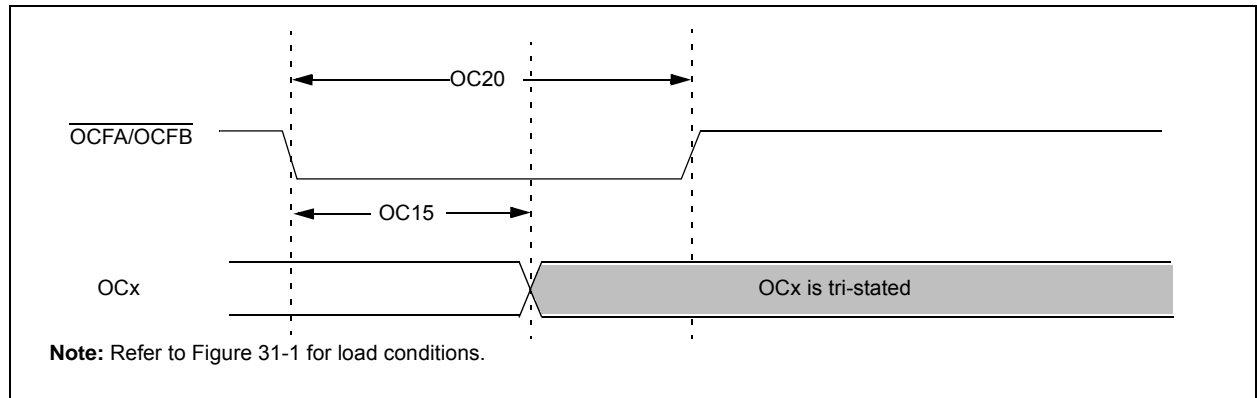 OC20
OCFA/OCFB
OC15
OCx
OCx is tri-stated
Note: Refer to Figure 31-1 for load conditions.